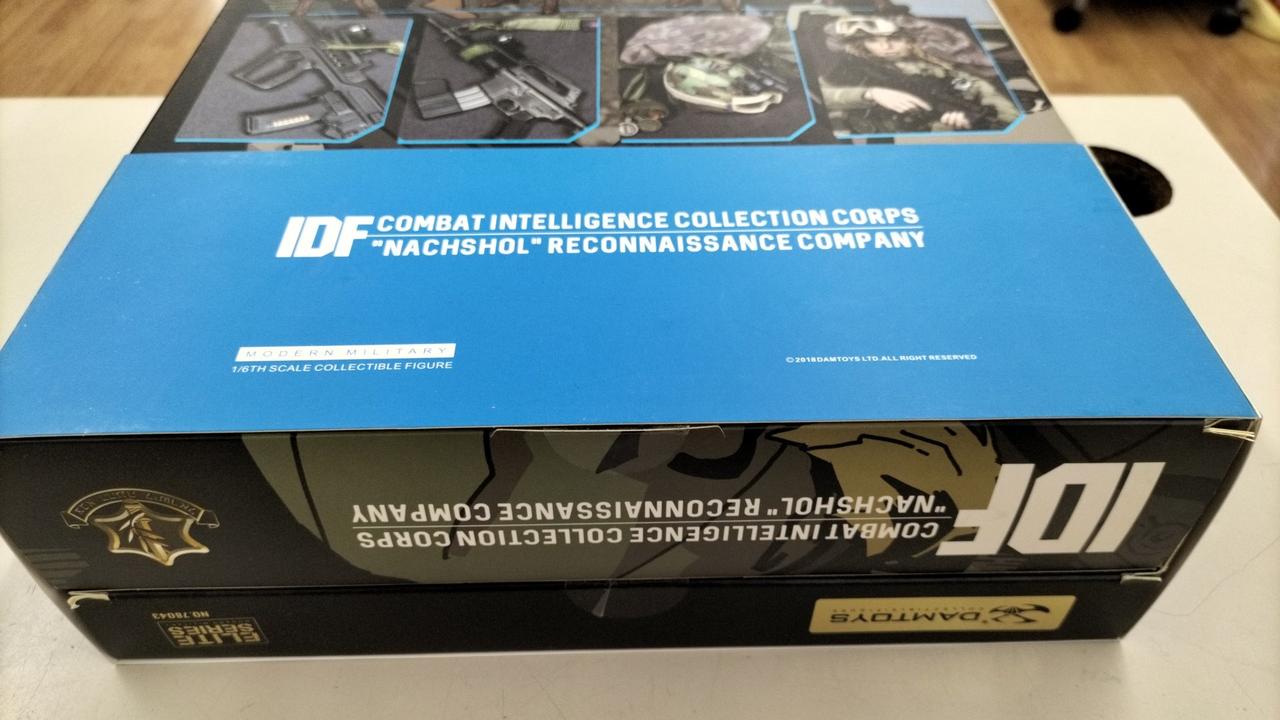 IDF
COMBAT INTELLIGENCE COLLECTION CORPS
"NACHSHOL" RECONNAISSANCE COMPANY
MODERN MILITARY
1/6TH SCALE COLLECTIBLE FIGURE
©2018DAMTOYS LTD.ALL RIGHT RESERVED
IDF
COMBAT INTELLIGENCE COLLECTION CORPS
"NACHSHOL" RECONNAISSANCE COMPANY
DAMTOYS
ELITE
SERIES
NO.78043